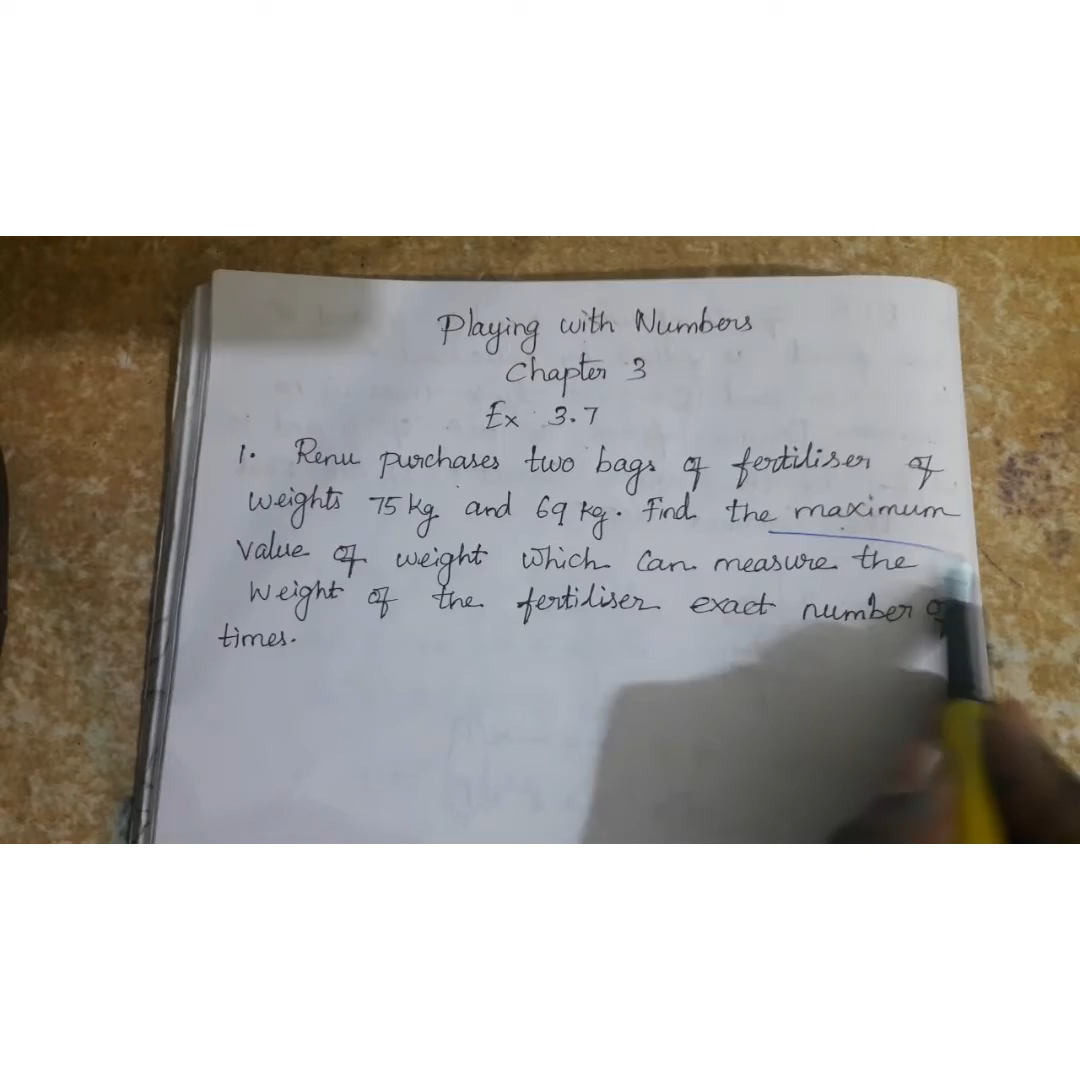 Playing with Numbers
Chapter 3
Ex 3.7
1. Renu purchases two bags of fertiliser of
weights 75 kg and 69 kg. Find the maximum
value of weight which can measure the
weight of the fertiliser exact number of
times.